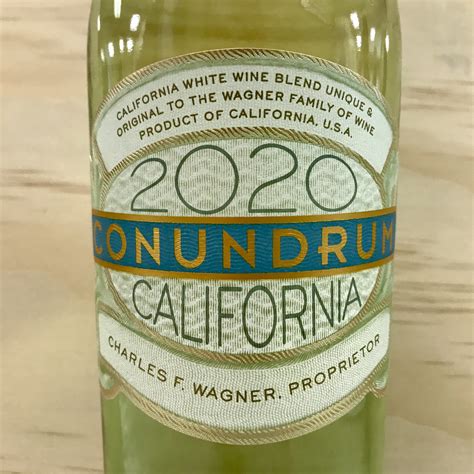 CALIFORNIA WHITE WINE BLEND UNIQUE &
ORIGINAL TO THE WAGNER FAMILY OF WINE
PRODUCT OF CALIFORNIA, U.S.A.
2020
CONUNDRUM
CALIFORNIA
CHARLES F. WAGNER, PROPRIETOR